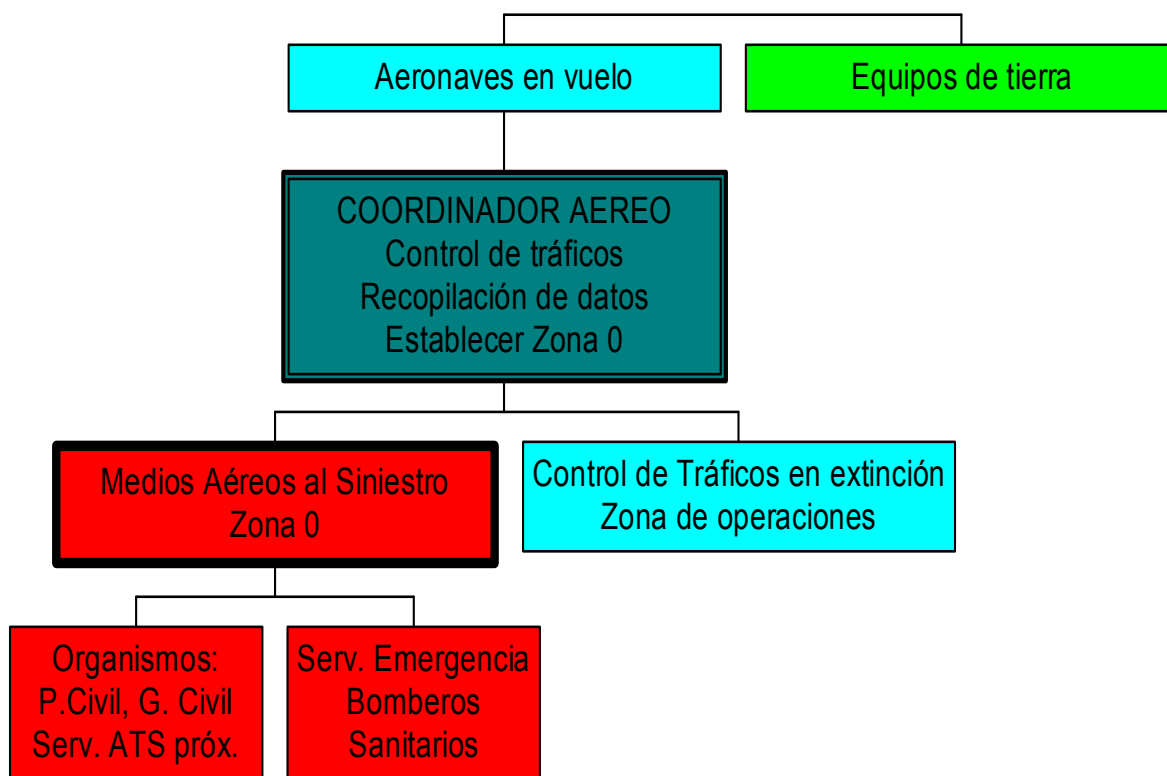 Aeronaves en vuelo
Equipos de tierra
COORDINADOR AEREO
Control de tráficos
Recopilación de datos
Establecer Zona 0
Medios Aéreos al Siniestro
Zona 0
Control de Tráficos en extinción
Zona de operaciones
Organismos:
P.Civil, G. Civil
Serv. ATS próx.
Serv. Emergencia
Bomberos
Sanitarios